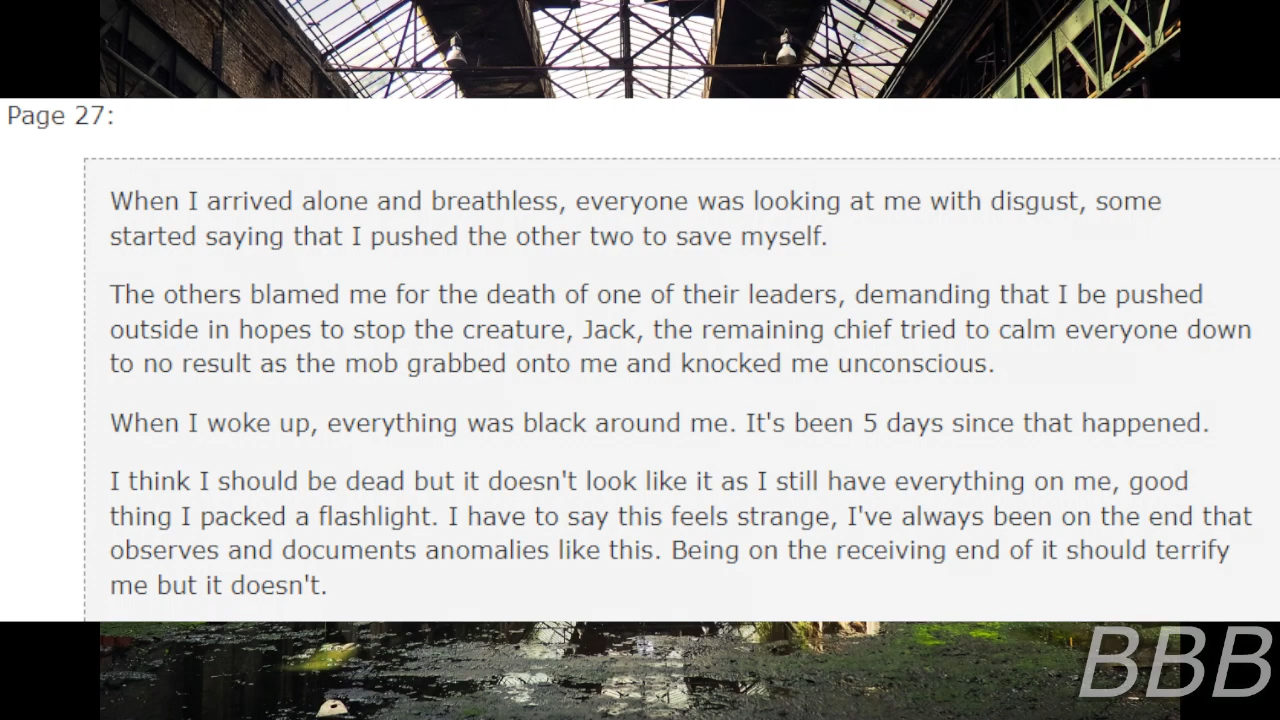 Page 27:
When I arrived alone and breathless, everyone was looking at me with disgust, some
started saying that I pushed the other two to save myself.
The others blamed me for the death of one of their leaders, demanding that I be pushed
outside in hopes to stop the creature, Jack, the remaining chief tried to calm everyone down
to no result as the mob grabbed onto me and knocked me unconscious.
When I woke up, everything was black around me. It's been 5 days since that happened.
I think I should be dead but it doesn't look like it as I still have everything on me, good
thing I packed a flashlight. I have to say this feels strange, I've always been on the end that
observes and documents anomalies like this. Being on the receiving end of it should terrify
me but it doesn't.
BBB